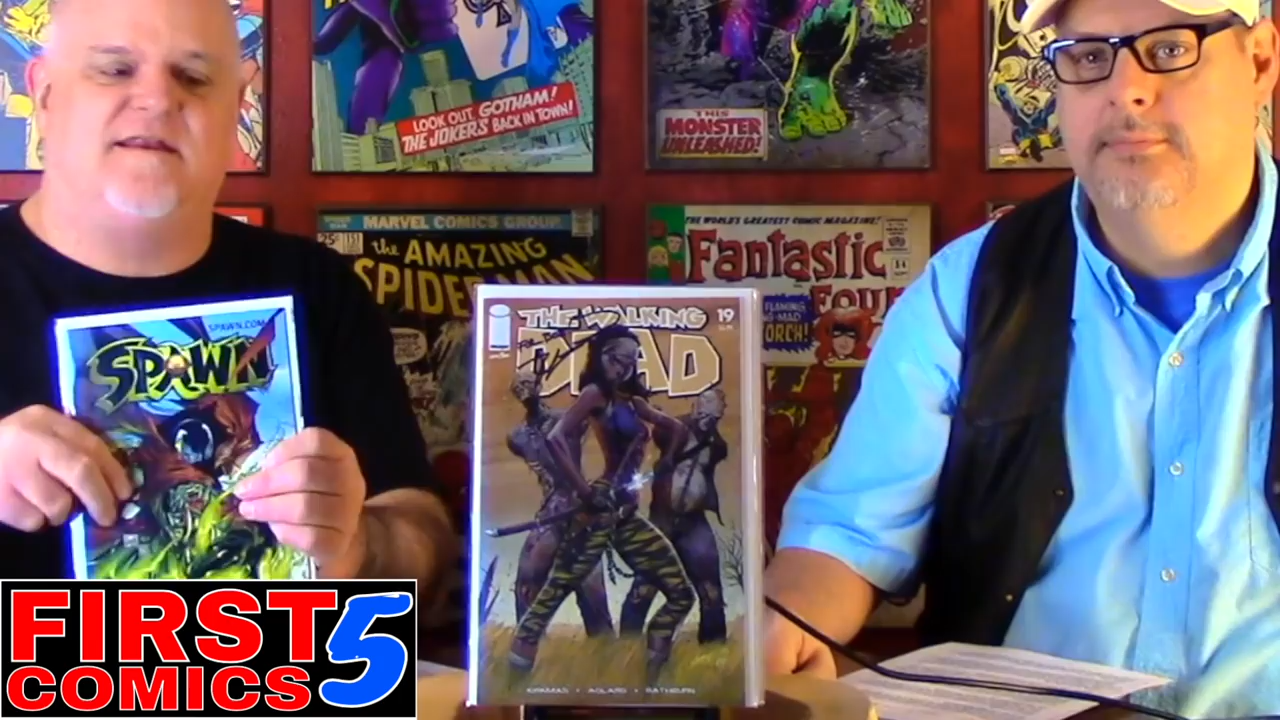 LOOK OUT, GOTHAM!
THE JOKER'S BACK IN TOWN!
THIS
MONSTER
UNLEASHED!
MARVEL COMICS GROUP
25¢ 151
the AMAZING
SPIDER-MAN
THE WORLD'S GREATEST COMIC MAGAZINE!
Fantastic
Four
SPAWN.COM
SPAWN
THE WALKING
DEAD
19
KIRKMAN • ADLARD • RATHBURN
FIRST
COMICS
5